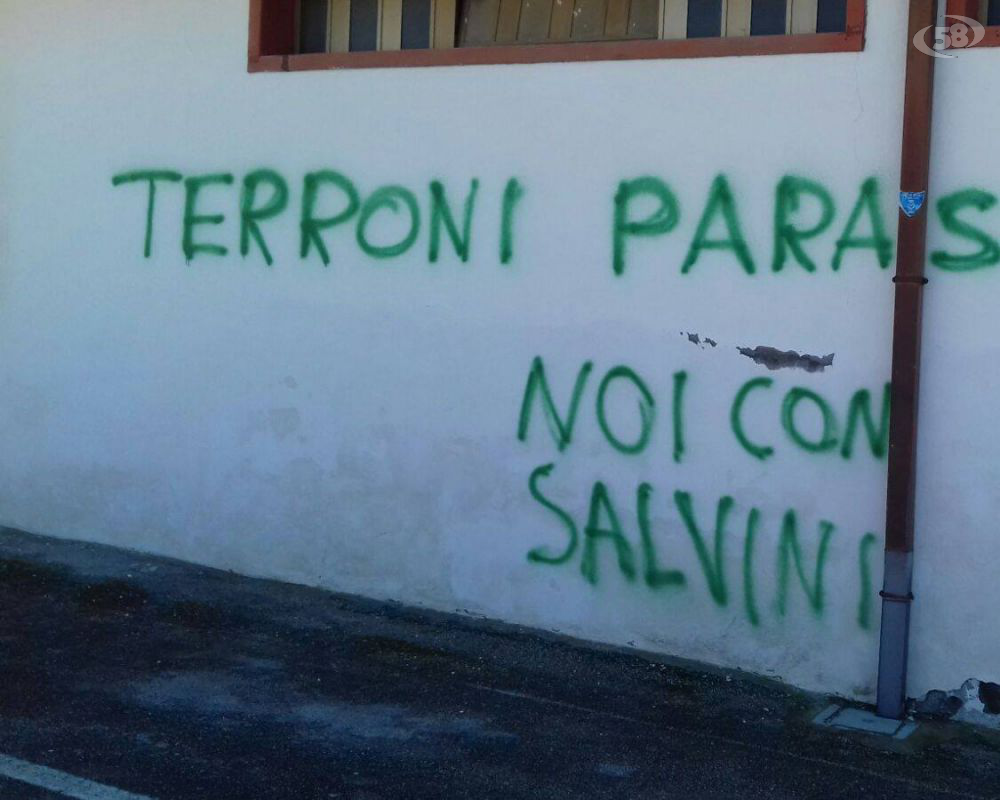 58
TERRONI PARAS
NOI CON
SALVINI